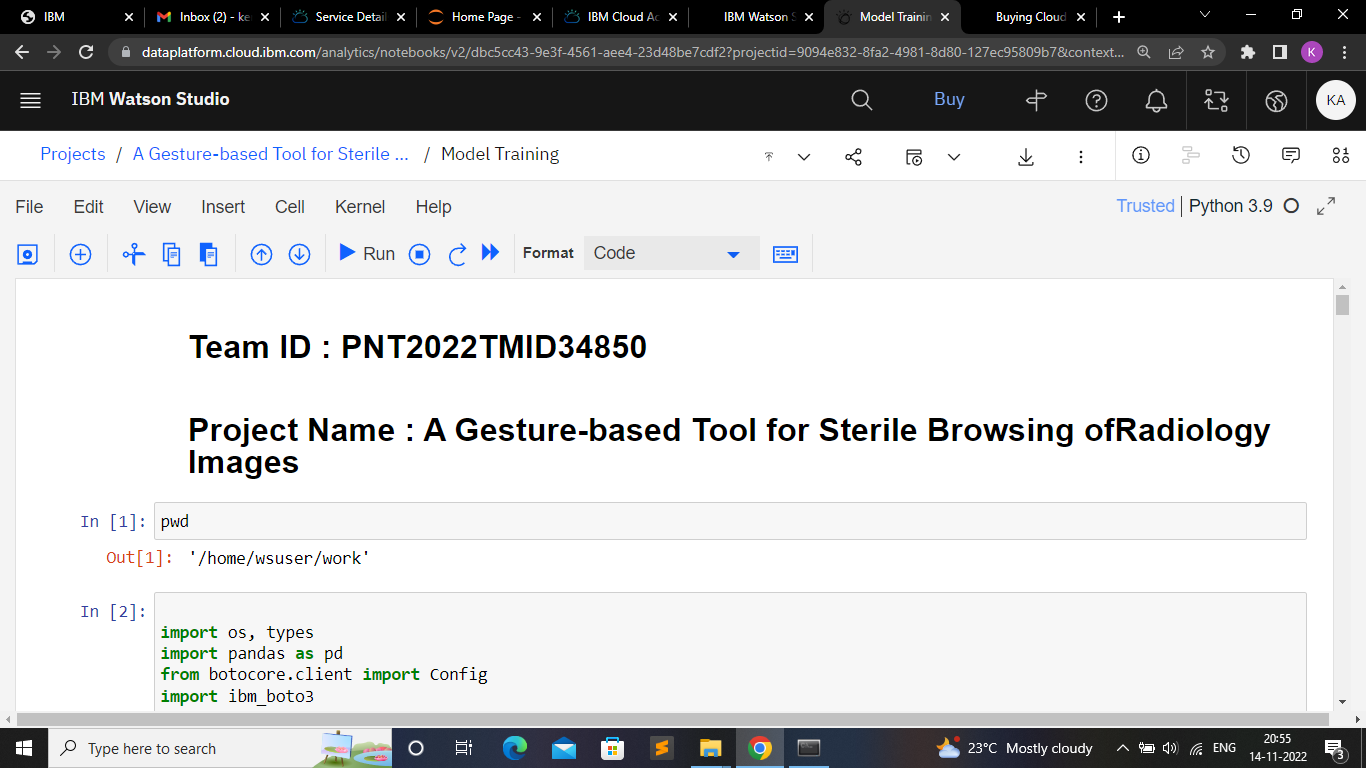 IBM
Inbox (2) - ke
Service Detail
Home Page -
IBM Cloud Ac
IBM Watson S
Model Trainin
Buying Cloud
dataplatform.cloud.ibm.com/analytics/notebooks/v2/dbc5cc43-9e3f-4561-aee4-23d48be7cdf2?projectid=9094e832-8fa2-4981-8d80-127ec95809b7&context...
K
IBM Watson Studio
Buy
KA
Projects / A Gesture-based Tool for Sterile ... / Model Training
File Edit View Insert Cell Kernel Help
Trusted | Python 3.9
Run
Format
Code
Team ID : PNT2022TMID34850
Project Name : A Gesture-based Tool for Sterile Browsing ofRadiology
Images
In [1]: pwd
Out[1]: '/home/wsuser/work'
In [2]:
import os, types
import pandas as pd
from botocore.client import Config
import ibm_boto3
Type here to search
23°C Mostly cloudy
ENG
20:55
14-11-2022
3